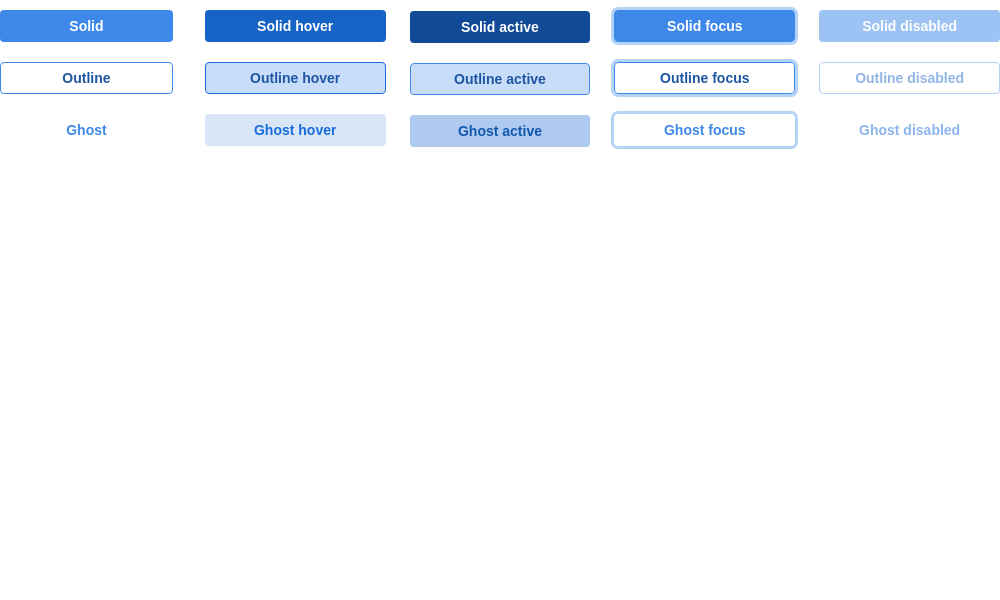 Solid Solid hover Solid active Solid focus Solid disabled
Outline Outline hover Outline active Outline focus Outline disabled
Ghost Ghost hover Ghost active Ghost focus Ghost disabled